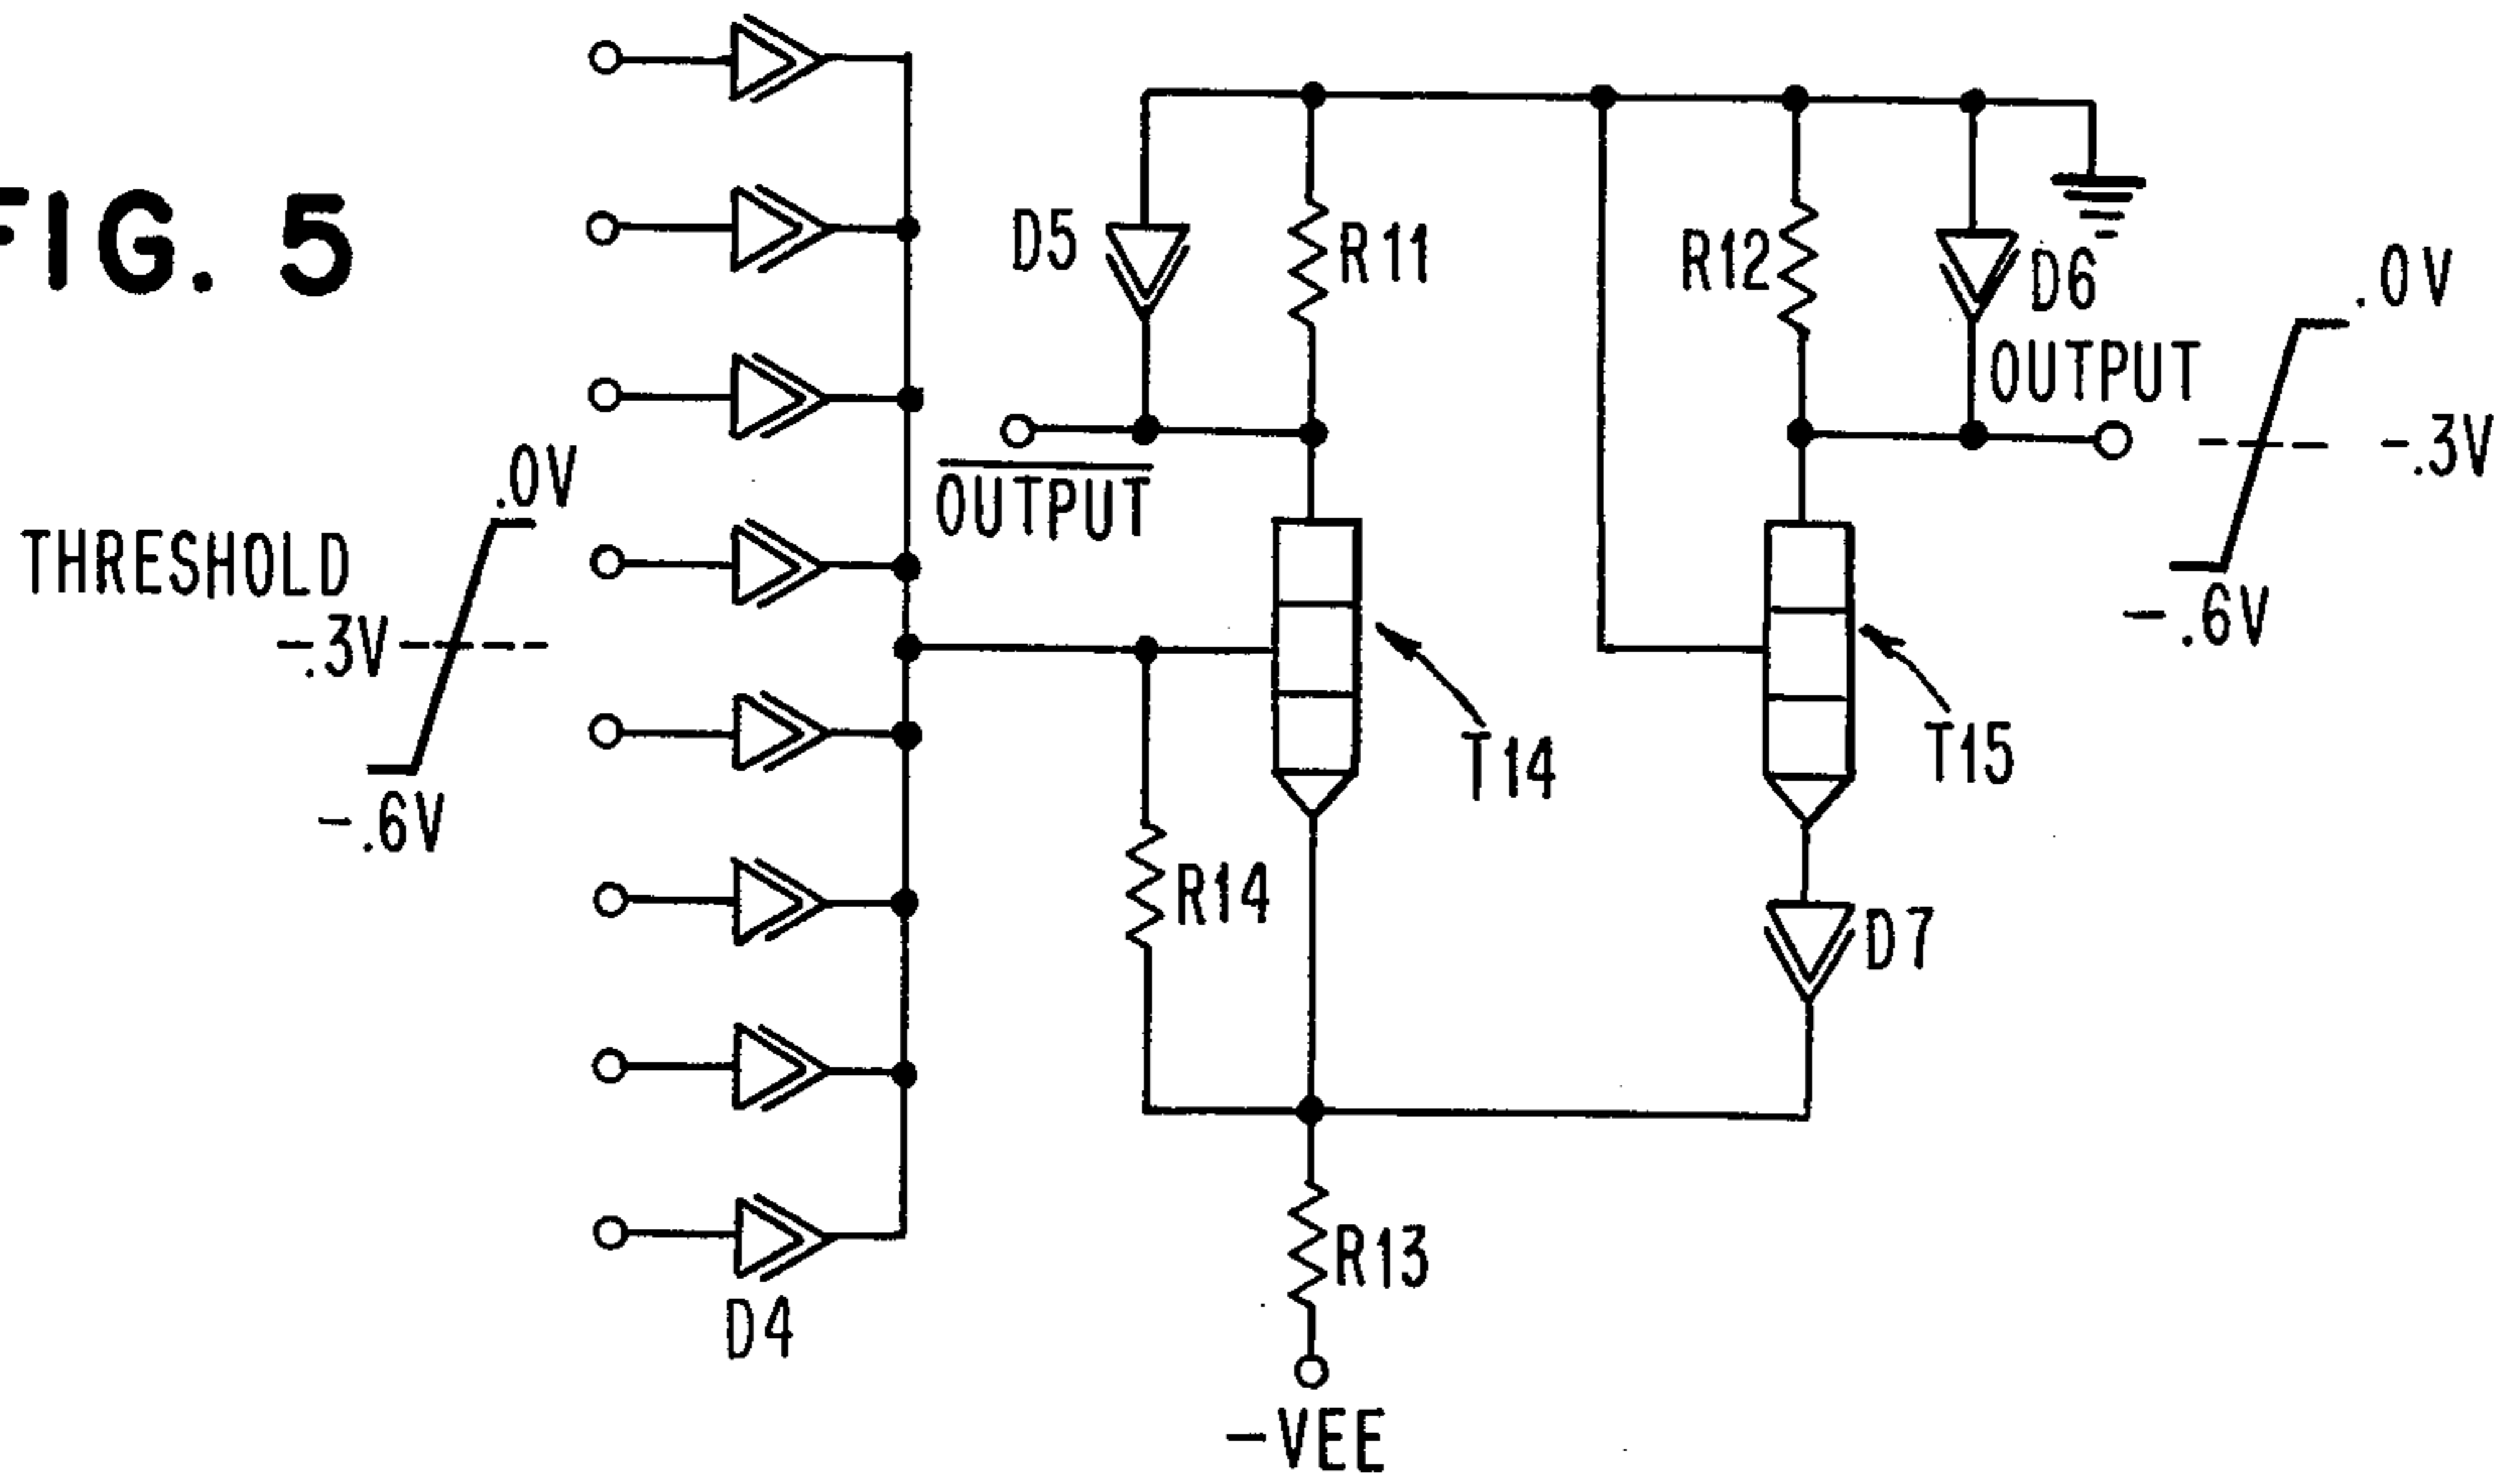 FIG. 5
D5
R11
R12
D6
.0V
OUTPUT
-.3V
-.6V
.0V
OUTPUT
THRESHOLD
-.3V
-.6V
T14
T15
R14
D7
R13
D4
-VEE